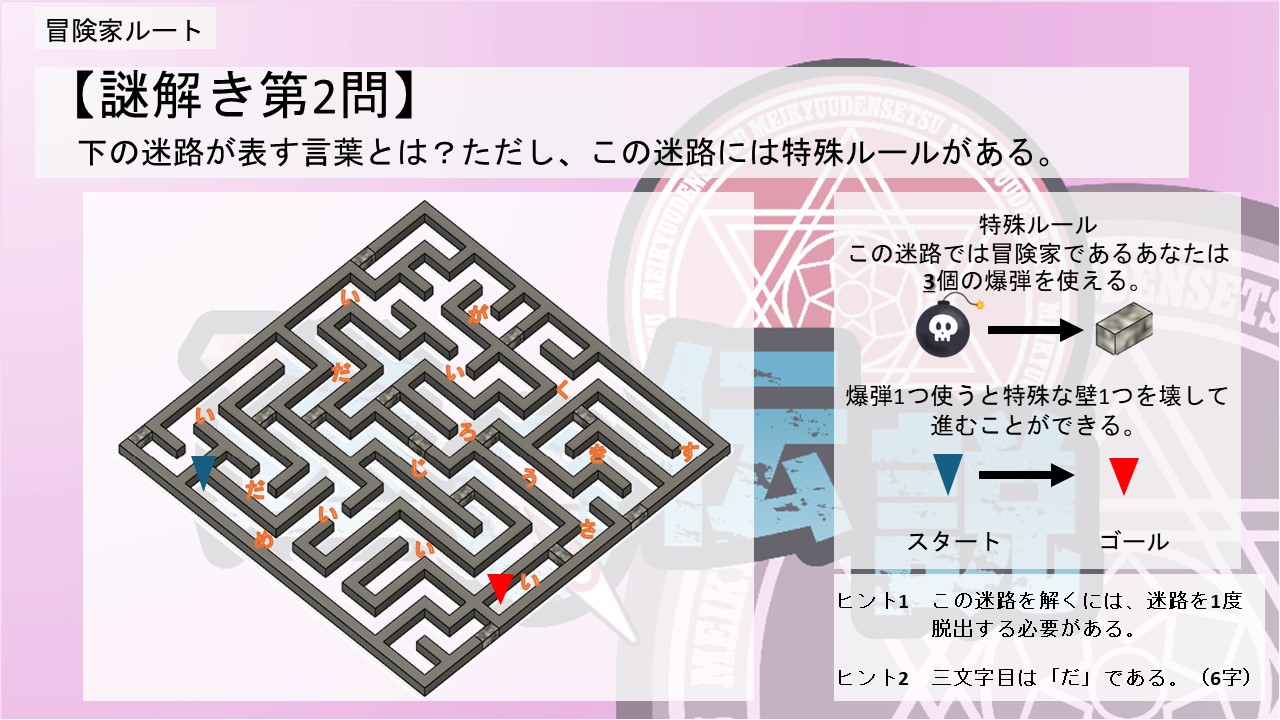 冒険家ルート
【謎解き第2問】
下の迷路が表す言葉とは？ただし、この迷路には特殊ルールがある。
特殊ルール
この迷路では冒険家であるあなたは
3個の爆弾を使える。
爆弾1つ使うと特殊な壁1つを壊して
進むことができる。
スタート
ゴール
ヒント1　この迷路を解くには、迷路を1度
脱出する必要がある。
ヒント2　三文字目は「だ」である。（6字）
い
が
だ
い
く
い
ろ
す
き
じ
う
だ
い
さ
め
い
い
MEIKYUUDENSETSU